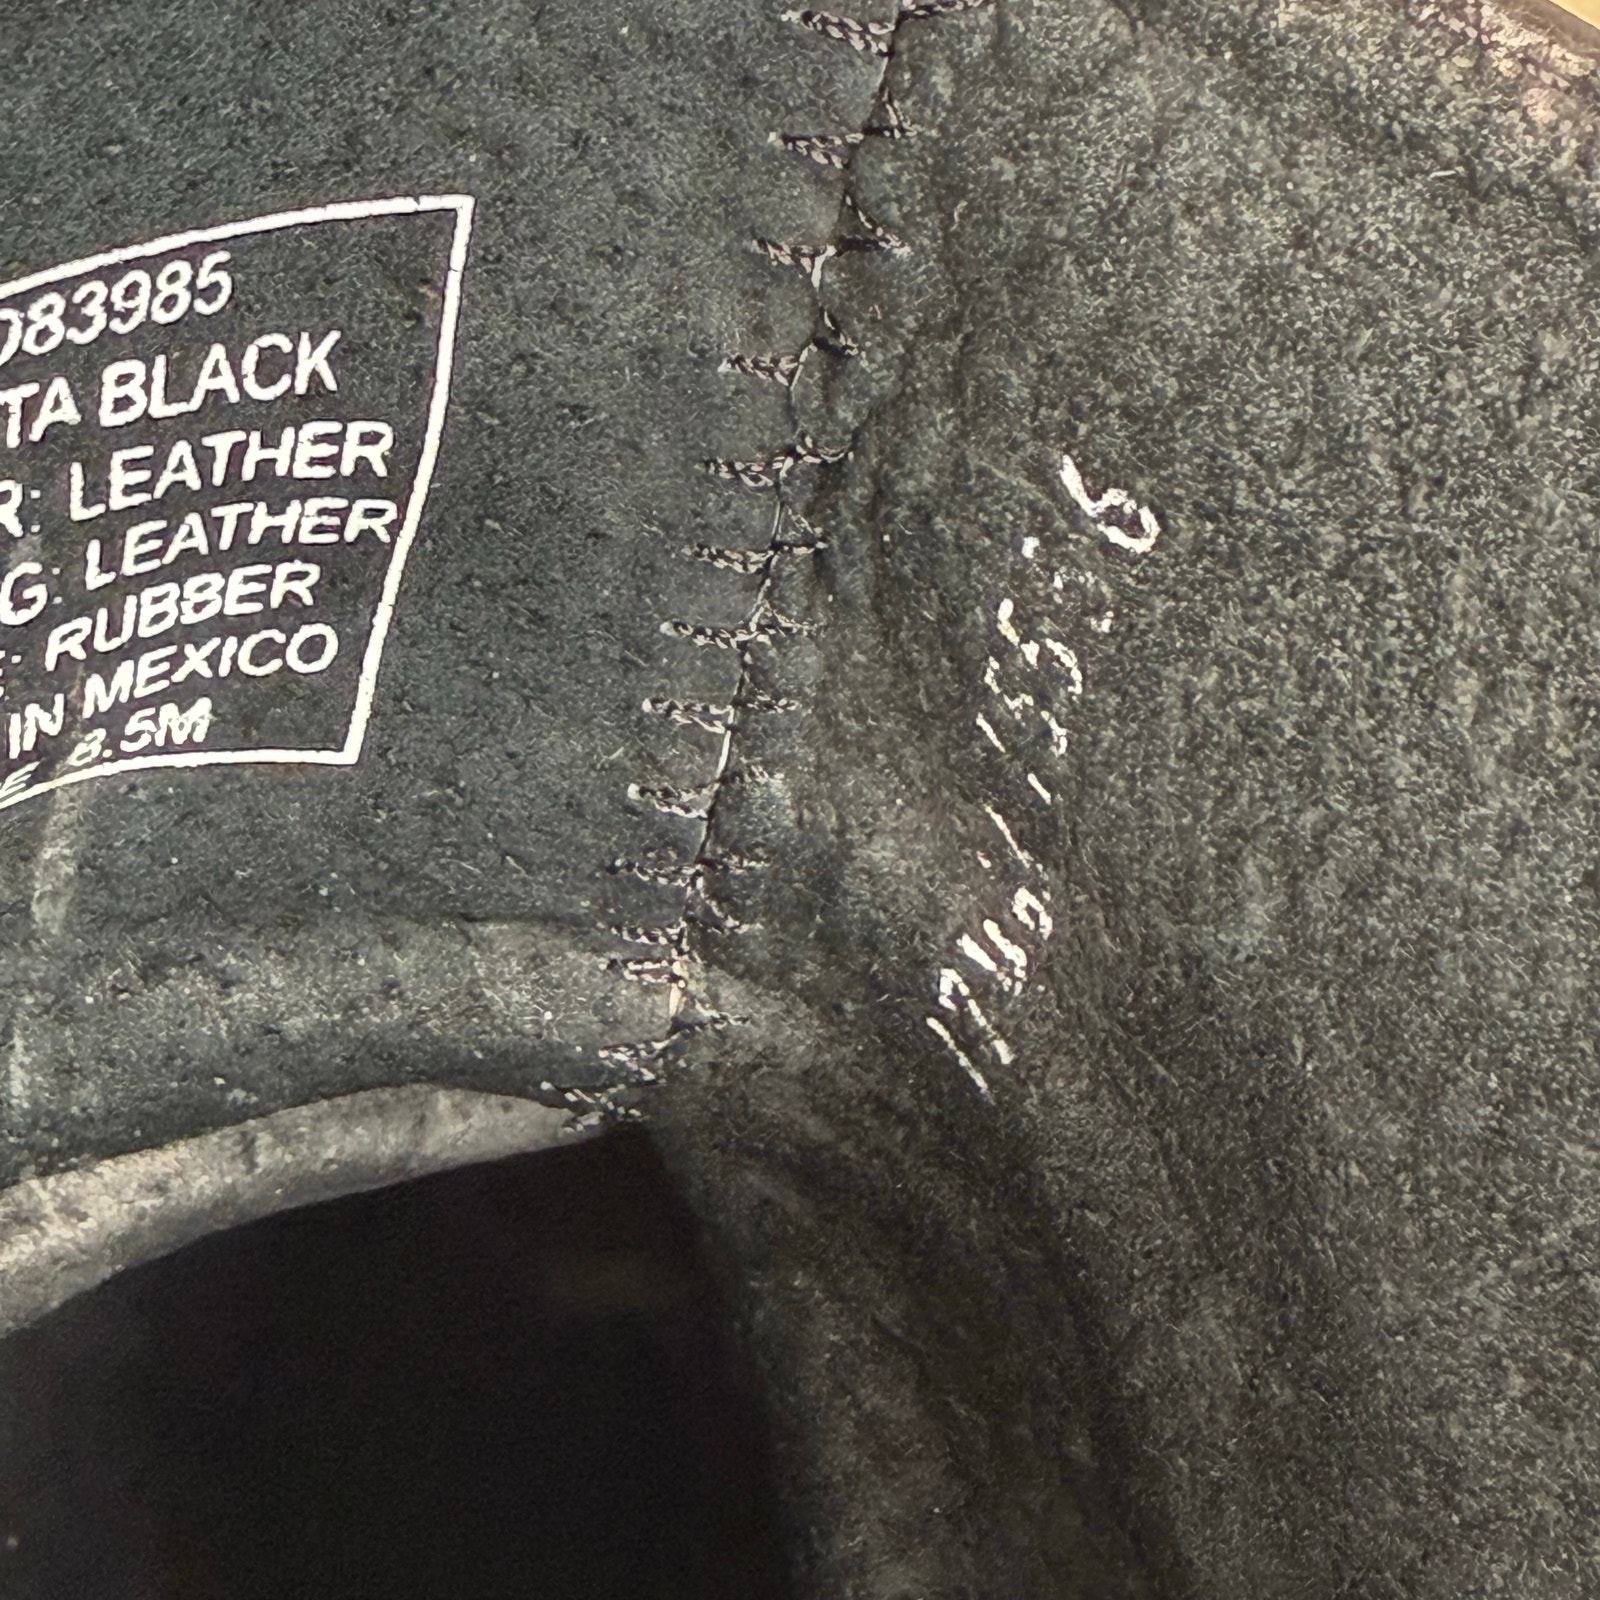 083985
TA BLACK
R: LEATHER
G: LEATHER
E: RUBBER
IN MEXICO
E 8.5M